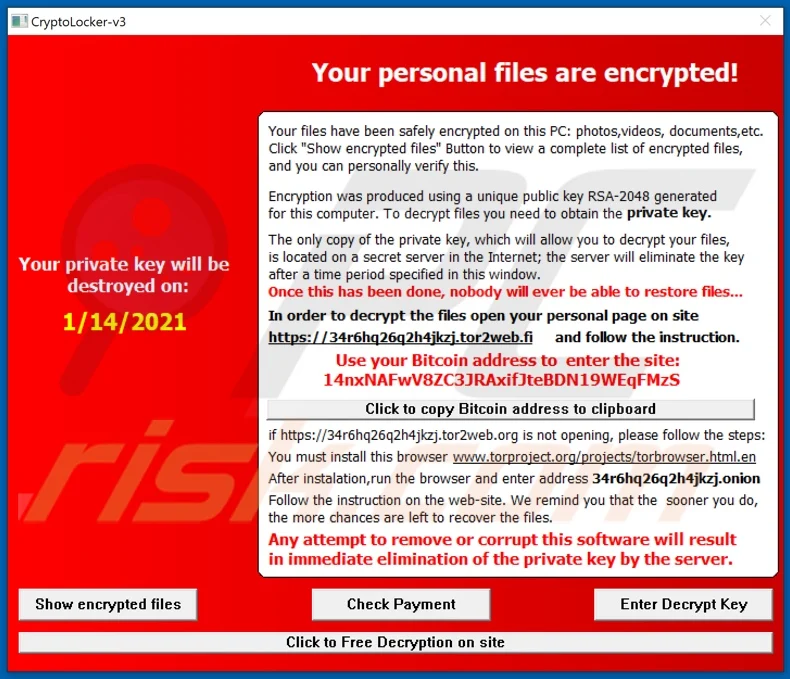 CryptoLocker-v3
Your personal files are encrypted!
Your private key will be
destroyed on:
1/14/2021
Your files have been safely encrypted on this PC: photos,videos, documents,etc.
Click "Show encrypted files" Button to view a complete list of encrypted files,
and you can personally verify this.
Encryption was produced using a unique public key RSA-2048 generated
for this computer. To decrypt files you need to obtain the private key.
The only copy of the private key, which will allow you to decrypt your files,
is located on a secret server in the Internet; the server will eliminate the key
after a time period specified in this window.
Once this has been done, nobody will ever be able to restore files...
In order to decrypt the files open your personal page on site
https://34r6hq26q2h4jkzj.tor2web.fi and follow the instruction.
Use your Bitcoin address to enter the site:
14nxNAFwV8ZC3JRAxifJteBDN19WEqFMzS
Click to copy Bitcoin address to clipboard
if https://34r6hq26q2h4jkzj.tor2web.org is not opening, please follow the steps:
You must install this browser www.torproject.org/projects/torbrowser.html.en
After instalation,run the browser and enter address 34r6hq26q2h4jkzj.onion
Follow the instruction on the web-site. We remind you that the sooner you do,
the more chances are left to recover the files.
Any attempt to remove or corrupt this software will result
in immediate elimination of the private key by the server.
Show encrypted files
Check Payment
Enter Decrypt Key
Click to Free Decryption on site
PC
risk.com